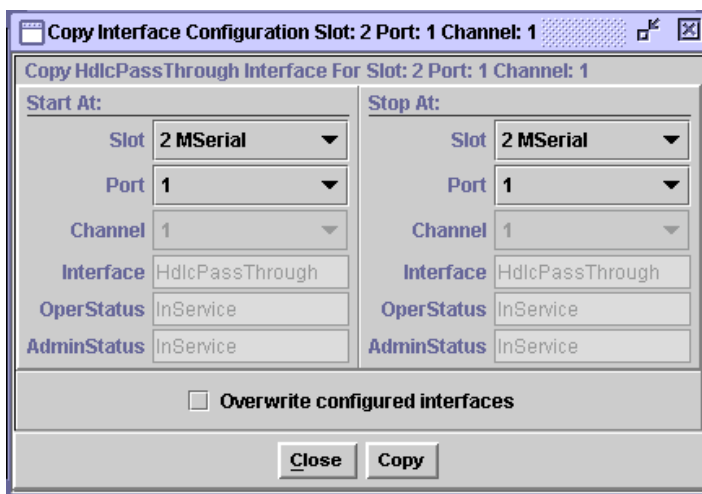 Copy Interface Configuration Slot: 2 Port: 1 Channel: 1
Copy HdlcPassThrough Interface For Slot: 2 Port: 1 Channel: 1
Start At:
Slot 2 MSerial
Port 1
Channel 1
Interface HdlcPassThrough
OperStatus InService
AdminStatus InService
Stop At:
Slot 2 MSerial
Port 1
Channel 1
Interface HdlcPassThrough
OperStatus InService
AdminStatus InService
Overwrite configured interfaces
Close Copy